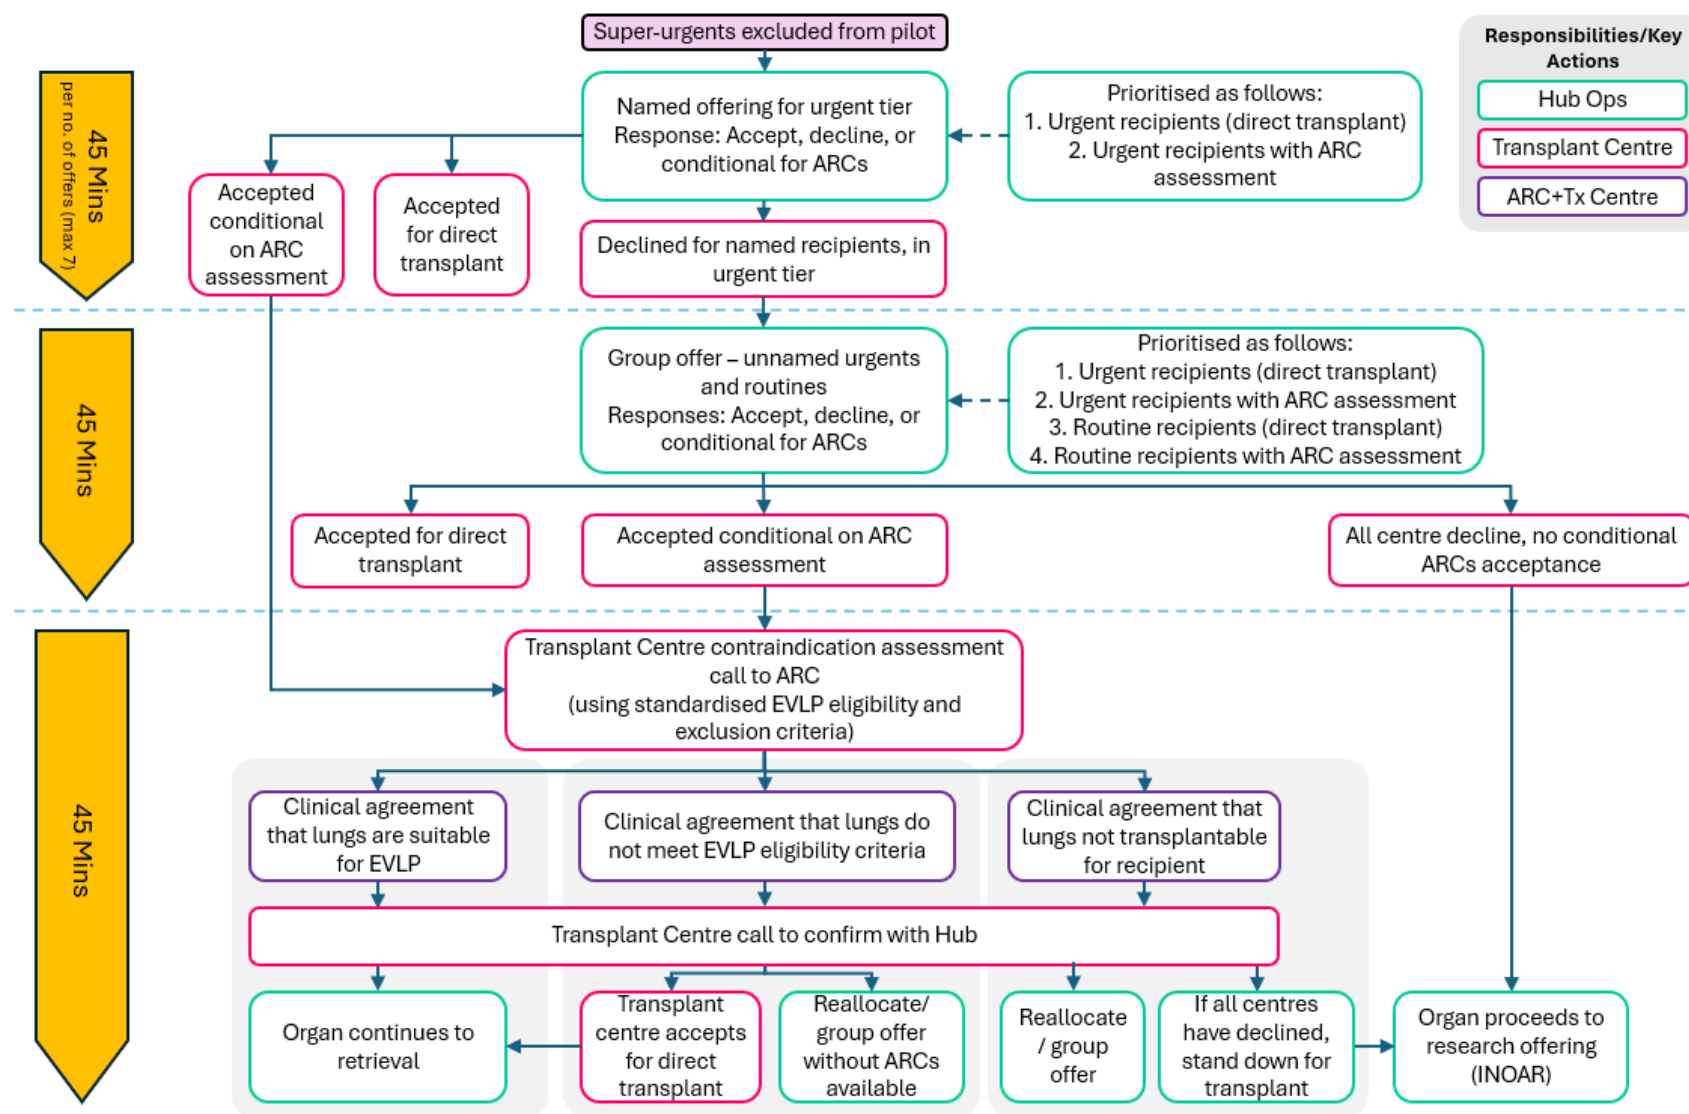 Super-urgents excluded from pilot
Responsibilities/Key
Actions
Hub Ops
Transplant Centre
ARC+Tx Centre
45 Mins
per no. of offers (max 7)
Named offering for urgent tier
Response: Accept, decline, or
conditional for ARCs
Prioritised as follows:
1. Urgent recipients (direct transplant)
2. Urgent recipients with ARC
assessment
Accepted
conditional
on ARC
assessment
Accepted
for direct
transplant
Declined for named recipients, in
urgent tier
45 Mins
Group offer – unnamed urgents
and routines
Responses: Accept, decline, or
conditional for ARCs
Prioritised as follows:
1. Urgent recipients (direct transplant)
2. Urgent recipients with ARC assessment
3. Routine recipients (direct transplant)
4. Routine recipients with ARC assessment
Accepted for direct
transplant
Accepted conditional on ARC
assessment
All centre decline, no conditional
ARCs acceptance
45 Mins
Transplant Centre contraindication assessment
call to ARC
(using standardised EVLP eligibility and
exclusion criteria)
Clinical agreement
that lungs are suitable
for EVLP
Clinical agreement that lungs do
not meet EVLP eligibility criteria
Clinical agreement that
lungs not transplantable
for recipient
Transplant Centre call to confirm with Hub
Organ continues to
retrieval
Transplant
centre accepts
for direct
transplant
Reallocate/
group offer
without ARCs
available
Reallocate
/ group
offer
If all centres
have declined,
stand down for
transplant
Organ proceeds to
research offering
(INOAR)